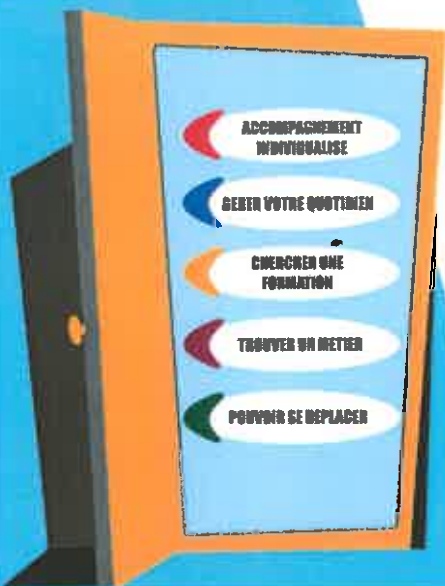 ACCOMPAGNEMENT
INDIVIDUALISE
GERER VOTRE QUOTIDIEN
CHERCHER UNE
FORMATION
TROUVER UN METIER
POUVOIR SE DEPLACER